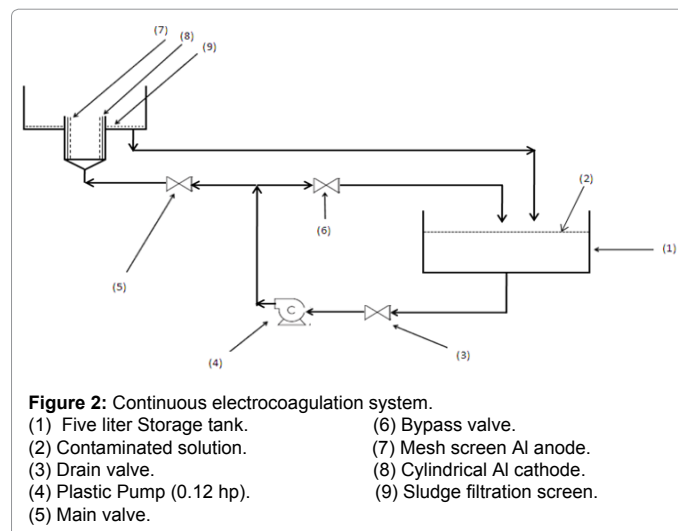 (7)
(8)
(9)
(2)
(1)
(6)
(5)
C
(4)
(3)
Figure 2: Continuous electrocoagulation system.
(1) Five liter Storage tank.
(2) Contaminated solution.
(3) Drain valve.
(4) Plastic Pump (0.12 hp).
(5) Main valve.
(6) Bypass valve.
(7) Mesh screen Al anode.
(8) Cylindrical Al cathode.
(9) Sludge filtration screen.